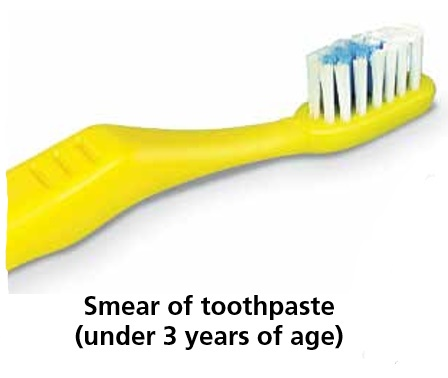 Smear of toothpaste
(under 3 years of age)